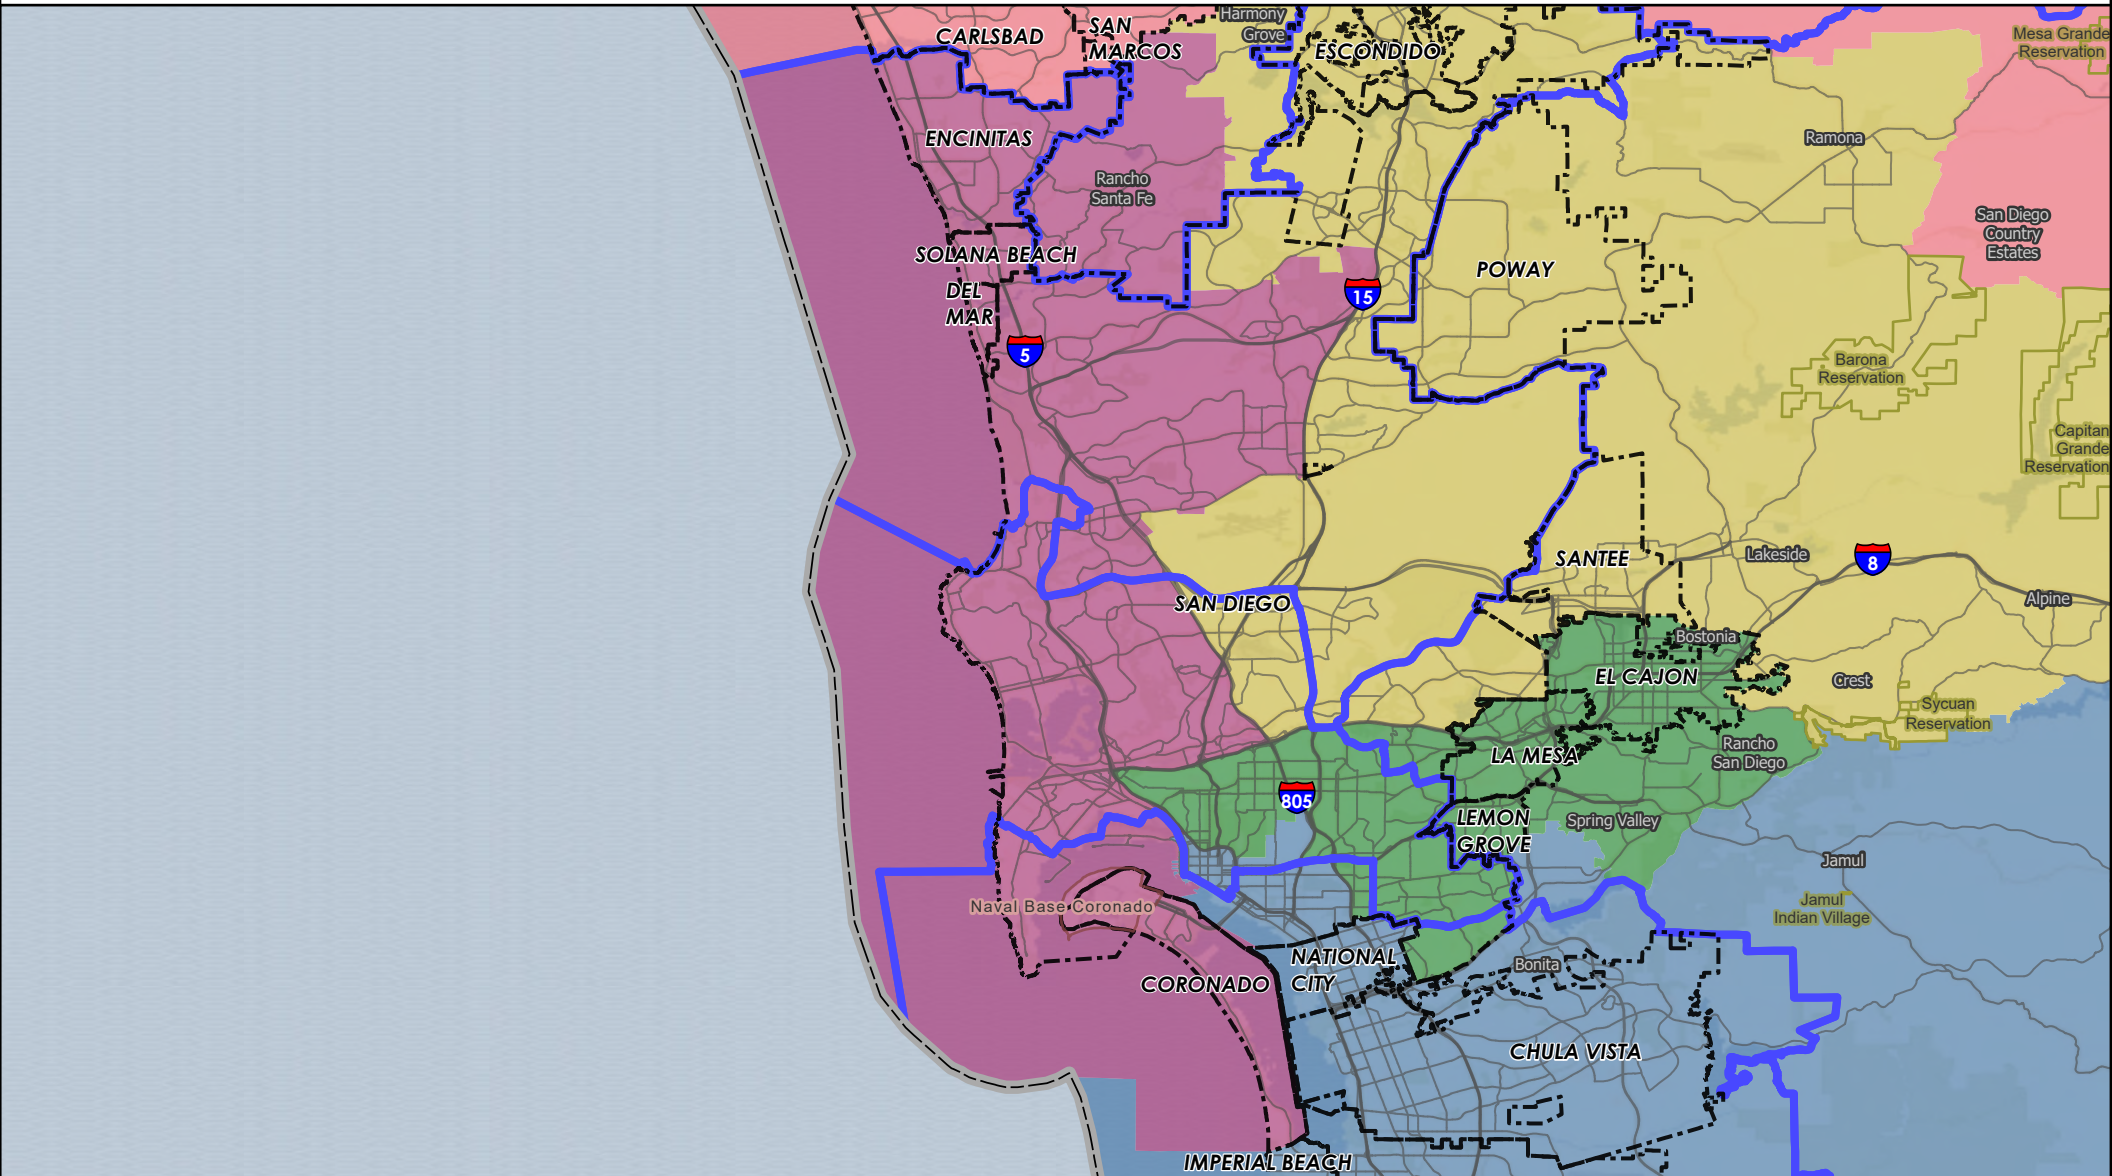 CARLSBAD
SAN
MARCOS
Harmony
Grove
ESCONDIDO
Mesa Grande
Reservation
ENCINITAS
Ramona
Rancho
Santa Fe
San Diego
Country
Estates
SOLANA BEACH
POWAY
DEL
MAR
15
5
Barona
Reservation
Capitan
Grande
Reservation
SANTEE
Lakeside
8
SAN DIEGO
Alpine
Bostonia
EL CAJON
Crest
Sycuan
Reservation
LA MESA
Rancho
San Diego
805
LEMON
GROVE
Spring Valley
Jamul
Naval Base Coronado
Jamul
Indian Village
NATIONAL
CITY
Bonita
CORONADO
CHULA VISTA
IMPERIAL BEACH